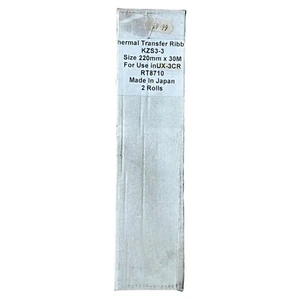 hermal Transfer Ribb
KZS3-3
Size 220mm x 30M
For Use inUX-3CR
RT8710
Made In Japan
2 Rolls